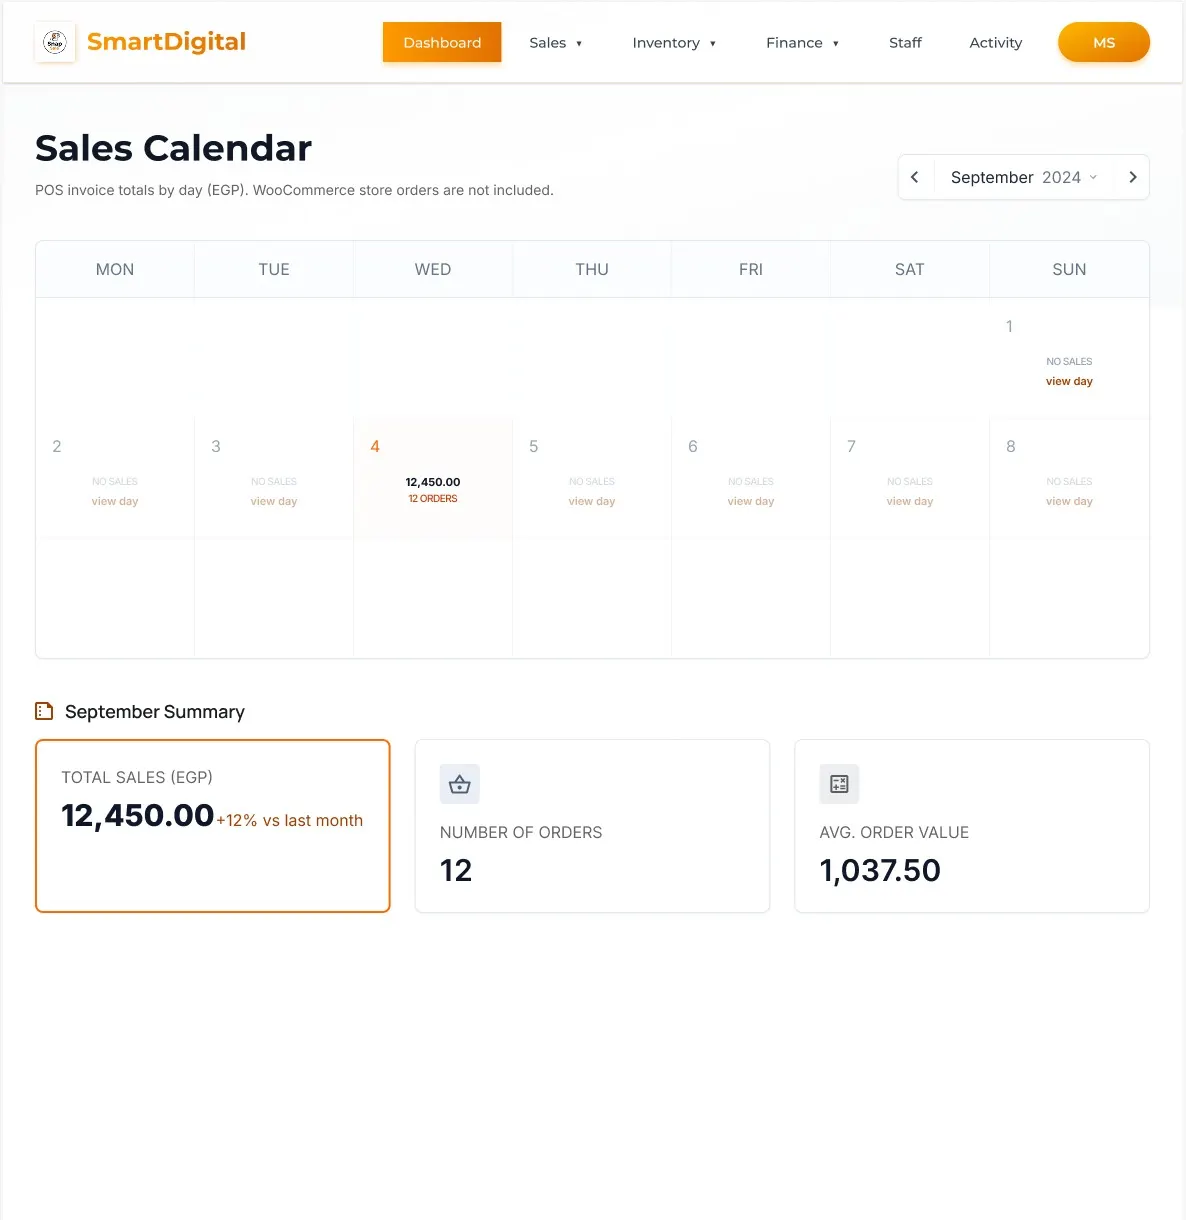 Snap
SmartDigital
Dashboard
Sales ▾
Inventory ▾
Finance ▾
Staff
Activity
MS
Sales Calendar
POS invoice totals by day (EGP). WooCommerce store orders are not included.
September 2024
MON TUE WED THU FRI SAT SUN
1
NO SALES
view day
2
NO SALES
view day
3
NO SALES
view day
4
12,450.00
12 ORDERS
5
NO SALES
view day
6
NO SALES
view day
7
NO SALES
view day
8
NO SALES
view day
September Summary
TOTAL SALES (EGP)
12,450.00 +12% vs last month
NUMBER OF ORDERS
12
AVG. ORDER VALUE
1,037.50